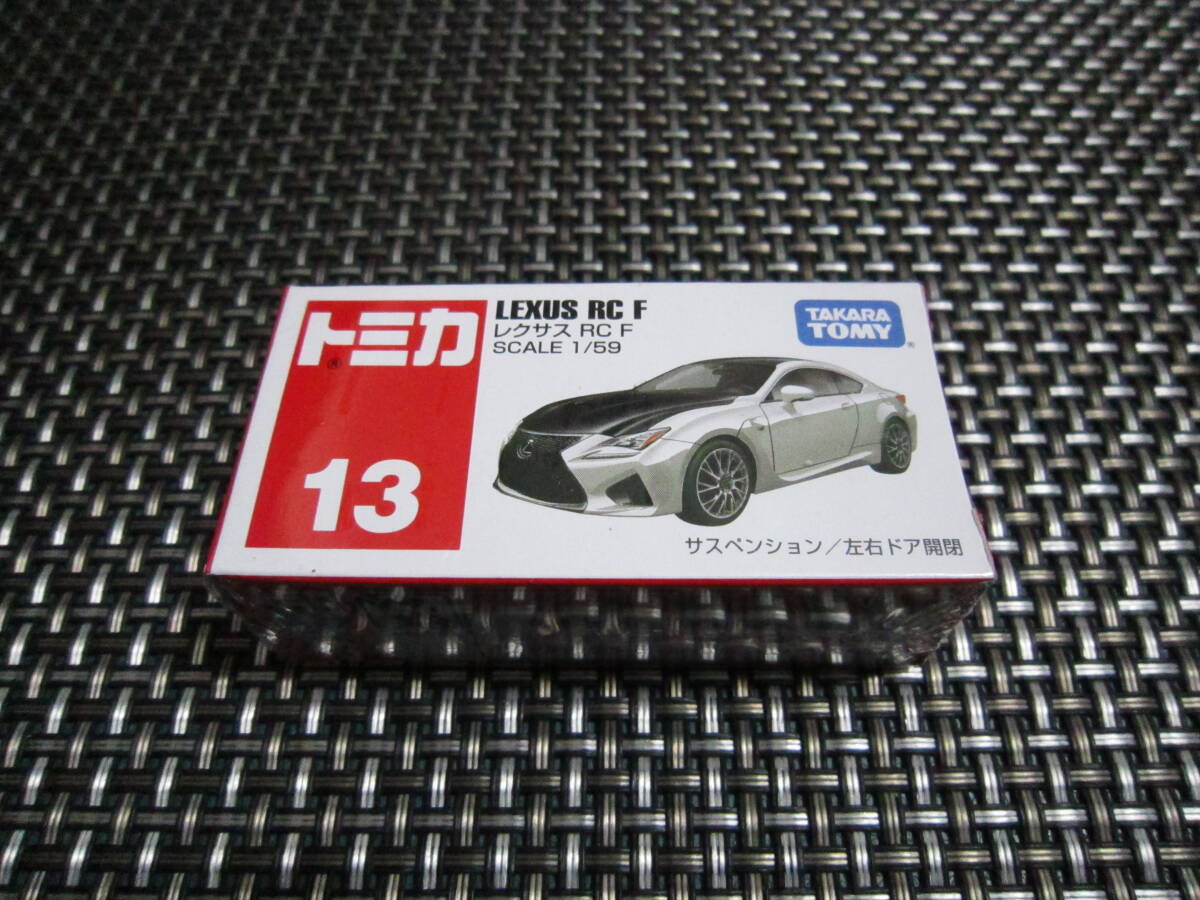 トミカ
®
13
LEXUS RC F
レクサス RC F
SCALE 1/59
TAKARA
TOMY
®
サスペンション/左右ドア開閉